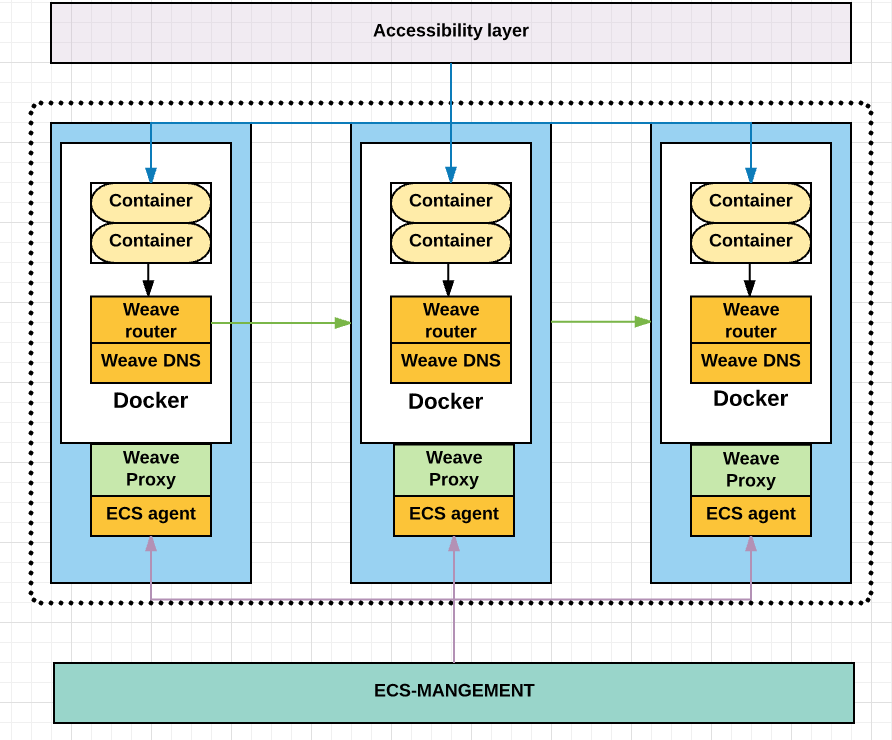 Accessibility layer
Container
Container
Weave
router
Weave DNS
Docker
Weave
Proxy
ECS agent
Container
Container
Weave
router
Weave DNS
Docker
Weave
Proxy
ECS agent
Container
Container
Weave
router
Weave DNS
Docker
Weave
Proxy
ECS agent
ECS-MANGEMENT